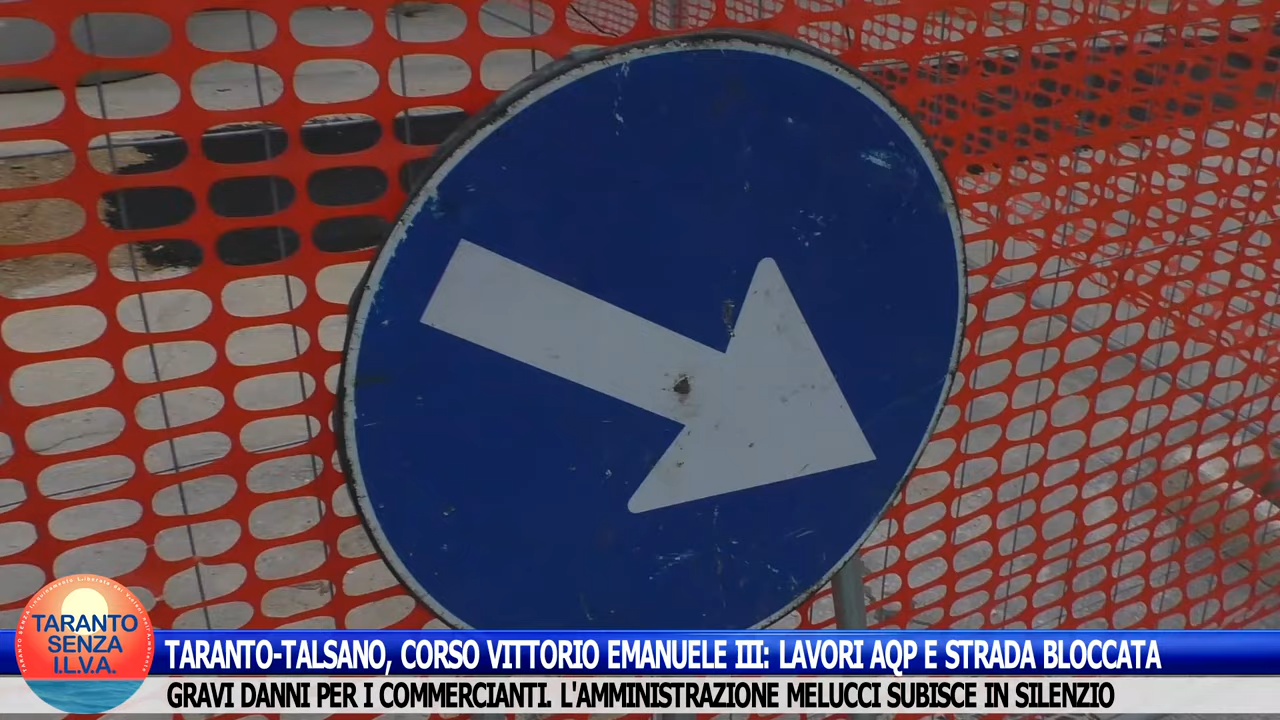 TARANTO
SENZA
I.L.V.A.
TARANTO-TALSANO, CORSO VITTORIO EMANUELE III: LAVORI AQP E STRADA BLOCCATA
GRAVI DANNI PER I COMMERCIANTI. L'AMMINISTRAZIONE MELUCCI SUBISCE IN SILENZIO